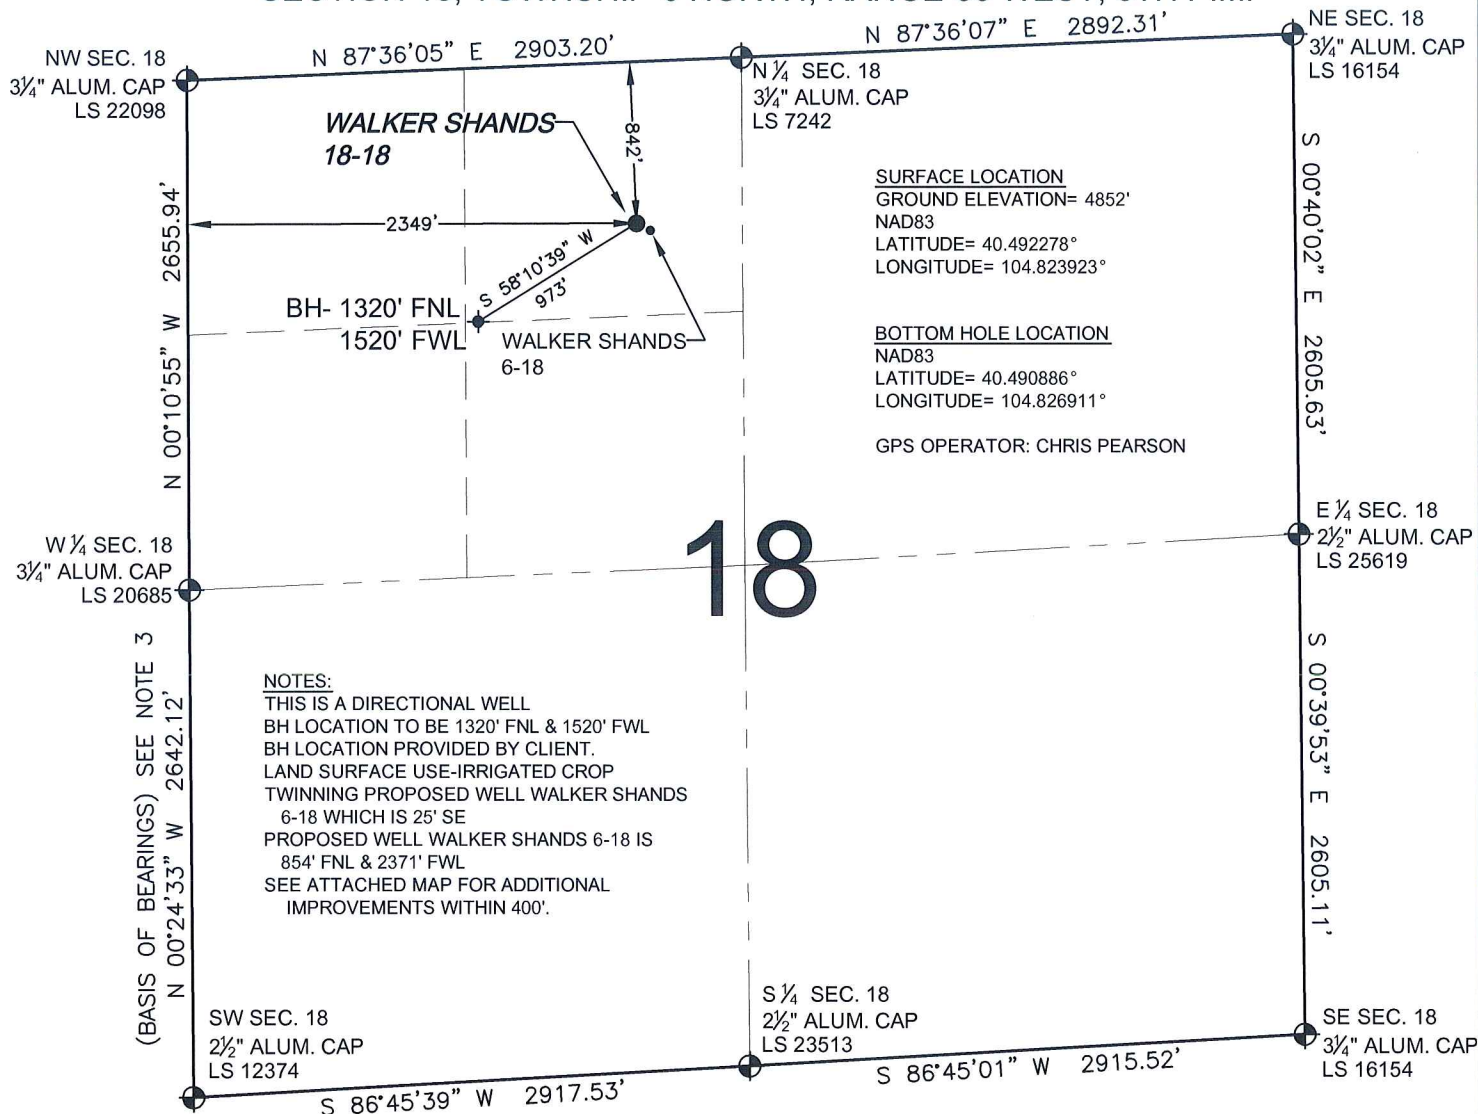 N 87°36'05" E 2903.20'
N 87°36'07" E 2892.31'
NW SEC. 18
3¼" ALUM. CAP
LS 22098
N ¼ SEC. 18
3¼" ALUM. CAP
LS 7242
NE SEC. 18
3¼" ALUM. CAP
LS 16154
WALKER SHANDS
18-18
842'
2349'
S 58°10'39" W
973'
BH- 1320' FNL
1520' FWL
WALKER SHANDS
6-18
SURFACE LOCATION
GROUND ELEVATION= 4852'
NAD83
LATITUDE= 40.492278°
LONGITUDE= 104.823923°
BOTTOM HOLE LOCATION
NAD83
LATITUDE= 40.490886°
LONGITUDE= 104.826911°
GPS OPERATOR: CHRIS PEARSON
N 00°10'55" W 2655.94'
S 00°40'02" E 2605.63'
W ¼ SEC. 18
3¼" ALUM. CAP
LS 20685
18
E ¼ SEC. 18
2½" ALUM. CAP
LS 25619
(BASIS OF BEARINGS) SEE NOTE 3
N 00°24'33" W 2642.12'
NOTES:
THIS IS A DIRECTIONAL WELL
BH LOCATION TO BE 1320' FNL & 1520' FWL
BH LOCATION PROVIDED BY CLIENT.
LAND SURFACE USE-IRRIGATED CROP
TWINNING PROPOSED WELL WALKER SHANDS
6-18 WHICH IS 25' SE
PROPOSED WELL WALKER SHANDS 6-18 IS
854' FNL & 2371' FWL
SEE ATTACHED MAP FOR ADDITIONAL
IMPROVEMENTS WITHIN 400'.
S 00°39'53" E 2605.11'
SW SEC. 18
2½" ALUM. CAP
LS 12374
S ¼ SEC. 18
2½" ALUM. CAP
LS 23513
SE SEC. 18
3¼" ALUM. CAP
LS 16154
S 86°45'39" W 2917.53'
S 86°45'01" W 2915.52'